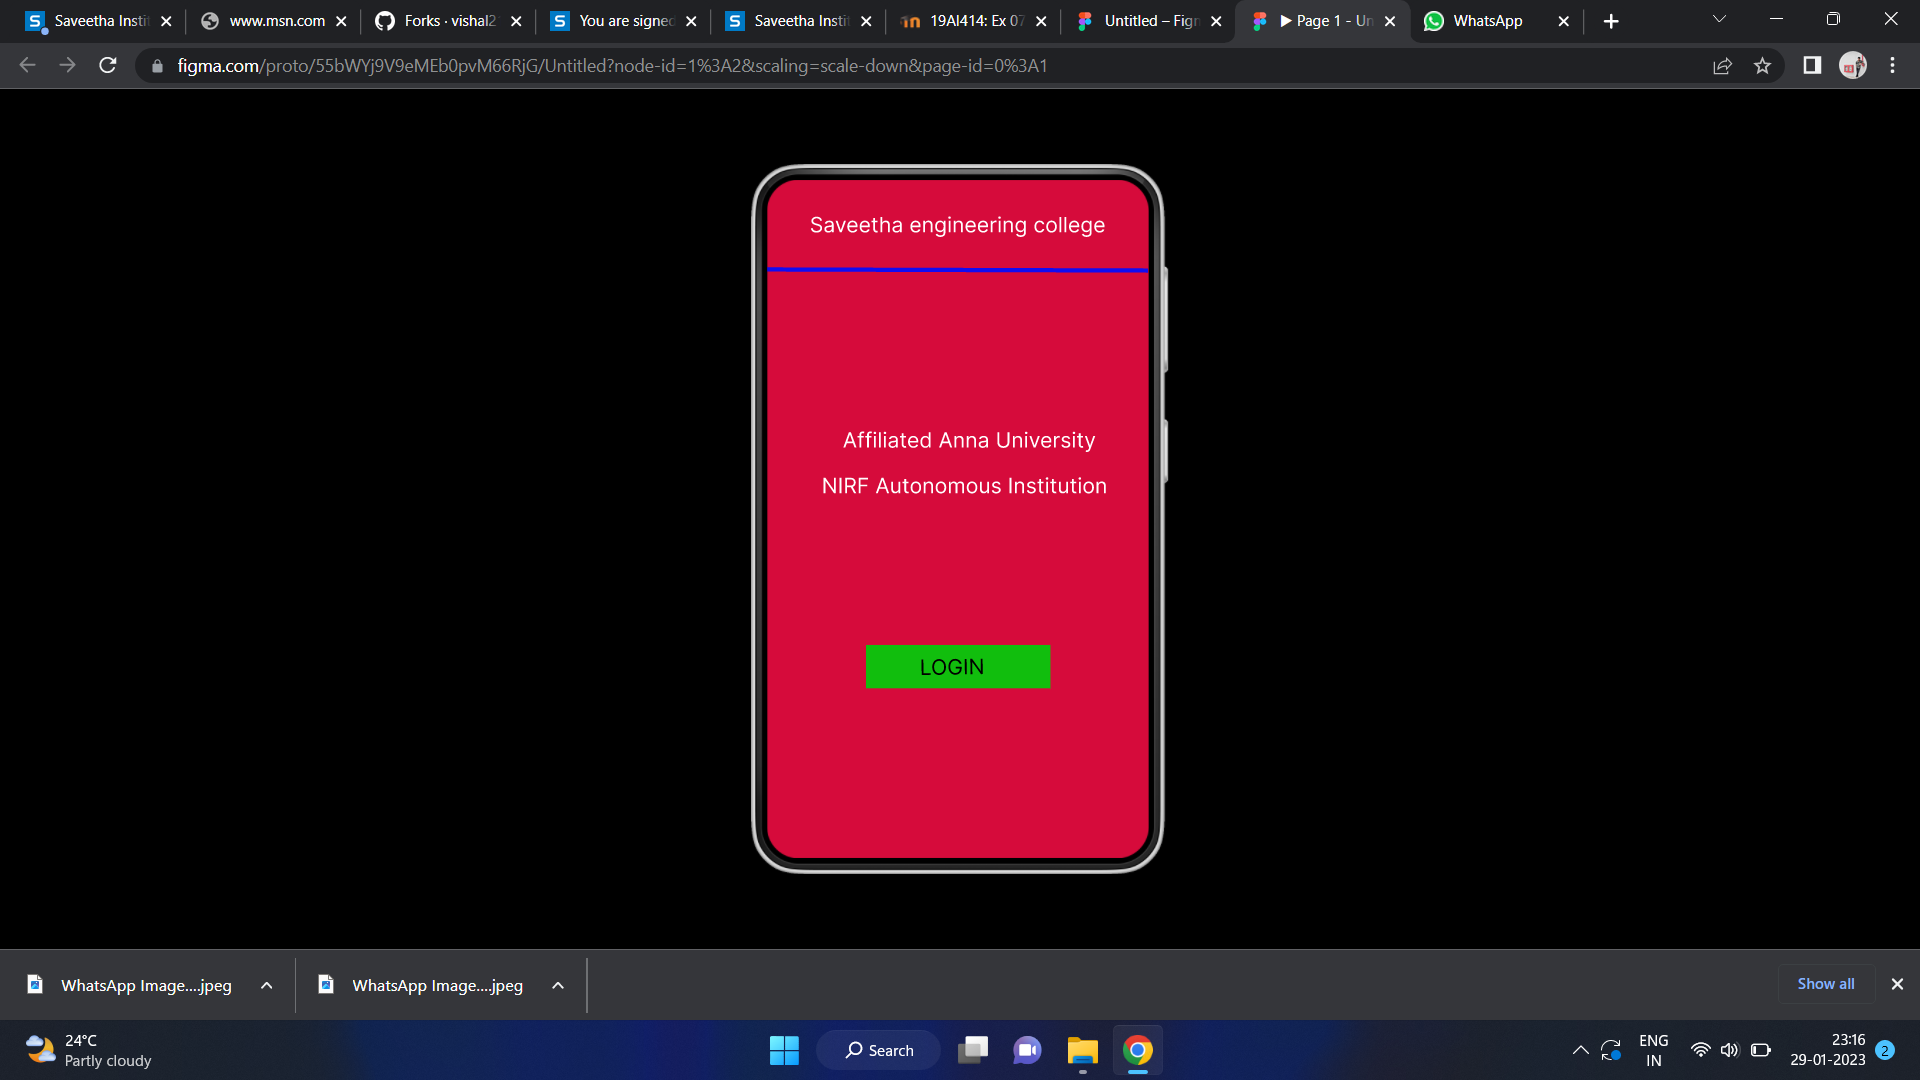 Saveetha Insti
www.msn.com
Forks · vishal2
You are signed
Saveetha Insti
19AI414: Ex 07
Untitled – Figm
Page 1 - Un
WhatsApp
figma.com/proto/55bWYj9V9eMEb0pvM66RjG/Untitled?node-id=1%3A2&scaling=scale-down&page-id=0%3A1
Saveetha engineering college
Affiliated Anna University
NIRF Autonomous Institution
LOGIN
WhatsApp Image....jpeg
WhatsApp Image....jpeg
Show all
24°C
Partly cloudy
Search
ENG
IN
23:16
29-01-2023
2